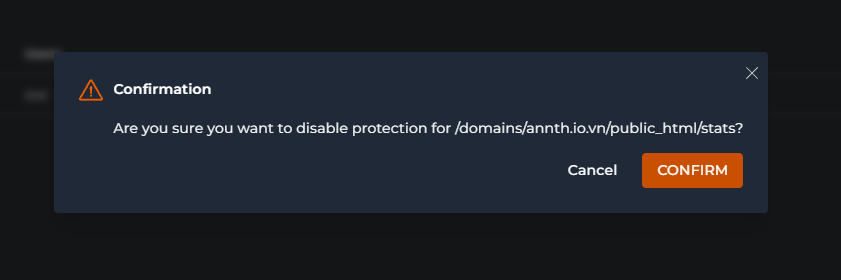 Confirmation
Are you sure you want to disable protection for /domains/annth.io.vn/public_html/stats?
Cancel
CONFIRM